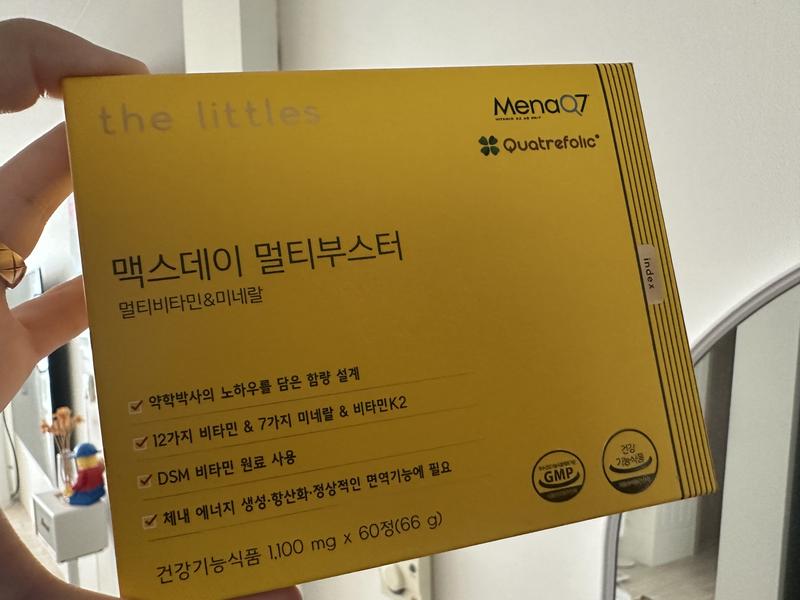 the littles
MenaQ7
VITAMIN K2 AS MK-7
Quatrefolic
맥스데이 멀티부스터
멀티비타민&미네랄
index
약학박사의 노하우를 담은 함량 설계
12가지 비타민 & 7가지 미네랄 & 비타민K2
DSM 비타민 원료 사용
체내 에너지 생성·항산화·정상적인 면역기능에 필요
건강기능식품 1,100 mg x 60정(66 g)
GMP
건강
기능식품